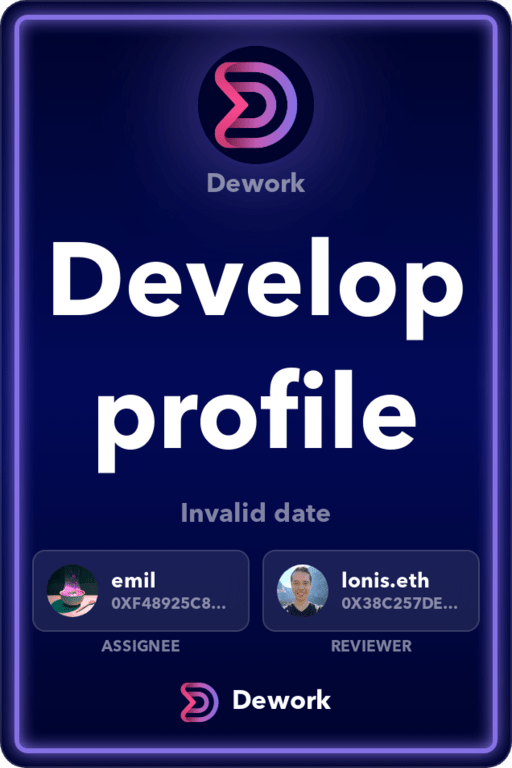 Dework
Develop
profile
Invalid date
emil
0XF48925C8...
lonis.eth
0X38C257DE...
ASSIGNEE
REVIEWER
Dework